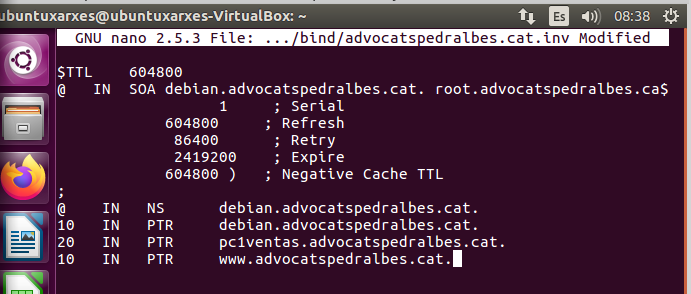 ubuntuxarxes@ubuntuxarxes-VirtualBox: ~ Es 08:38
GNU nano 2.5.3 File: .../bind/advocatspedralbes.cat.inv Modified
$TTL 604800
@ IN SOA debian.advocatspedralbes.cat. root.advocatspedralbes.ca$
1 ; Serial
604800 ; Refresh
86400 ; Retry
2419200 ; Expire
604800 ) ; Negative Cache TTL
;
@ IN NS debian.advocatspedralbes.cat.
10 IN PTR debian.advocatspedralbes.cat.
20 IN PTR pc1ventas.advocatspedralbes.cat.
10 IN PTR www.advocatspedralbes.cat.